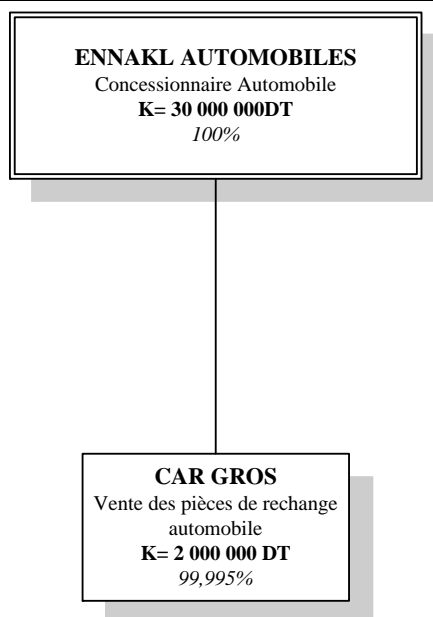 ENNAKL AUTOMOBILES
Concessionnaire Automobile
K= 30 000 000DT
100%
CAR GROS
Vente des pièces de rechange
automobile
K= 2 000 000 DT
99,995%